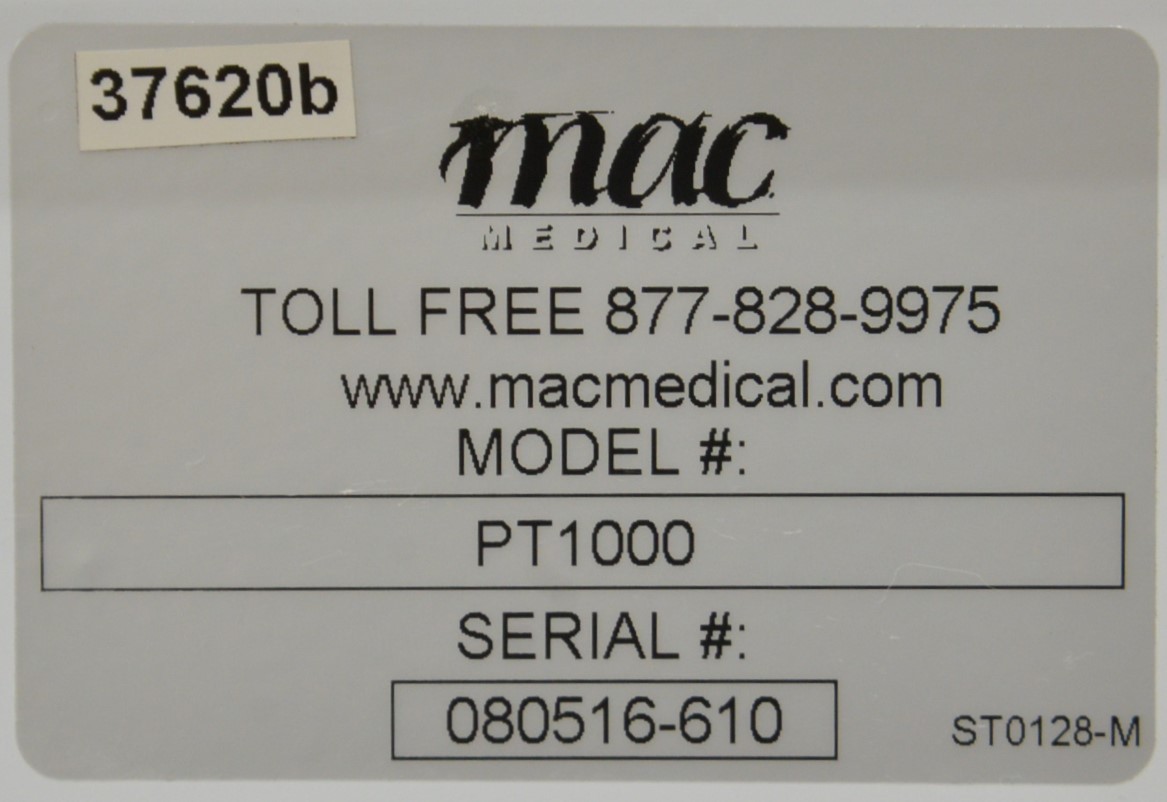 37620b
mac
MEDICAL
TOLL FREE 877-828-9975
www.macmedical.com
MODEL #:
PT1000
SERIAL #:
080516-610
ST0128-M